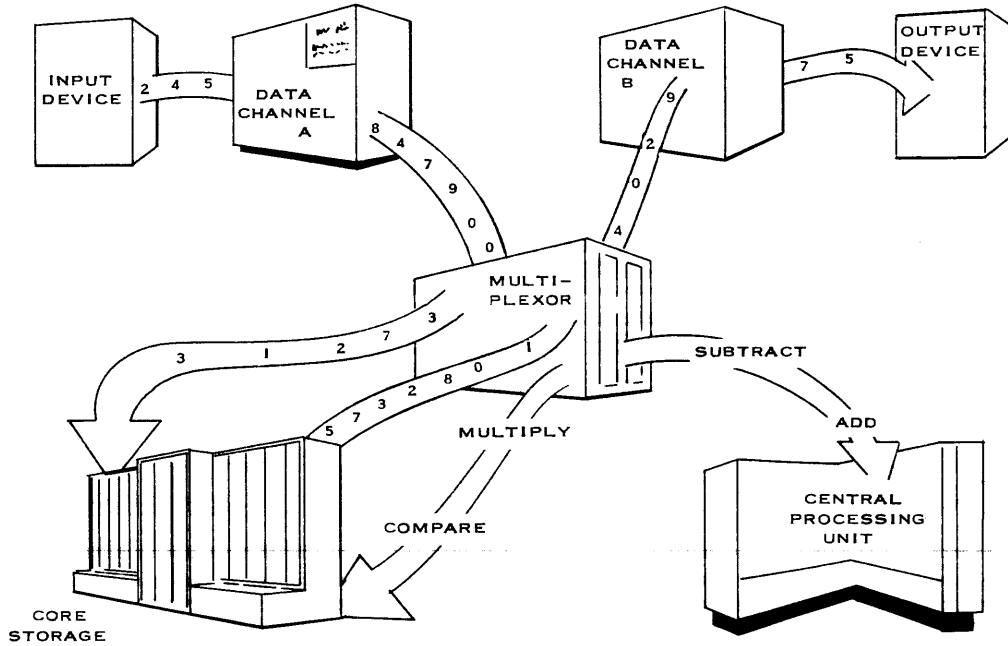 INPUT
DEVICE
2 4 5
DATA
CHANNEL
A
8 4 7 9 0 0
DATA
CHANNEL
B
9 2 0 4
7 5
OUTPUT
DEVICE
MULTI-
PLEXOR
3 1 2 7 3
5 7 3 2 8 0 1
SUBTRACT
ADD
MULTIPLY
COMPARE
CENTRAL
PROCESSING
UNIT
CORE
STORAGE